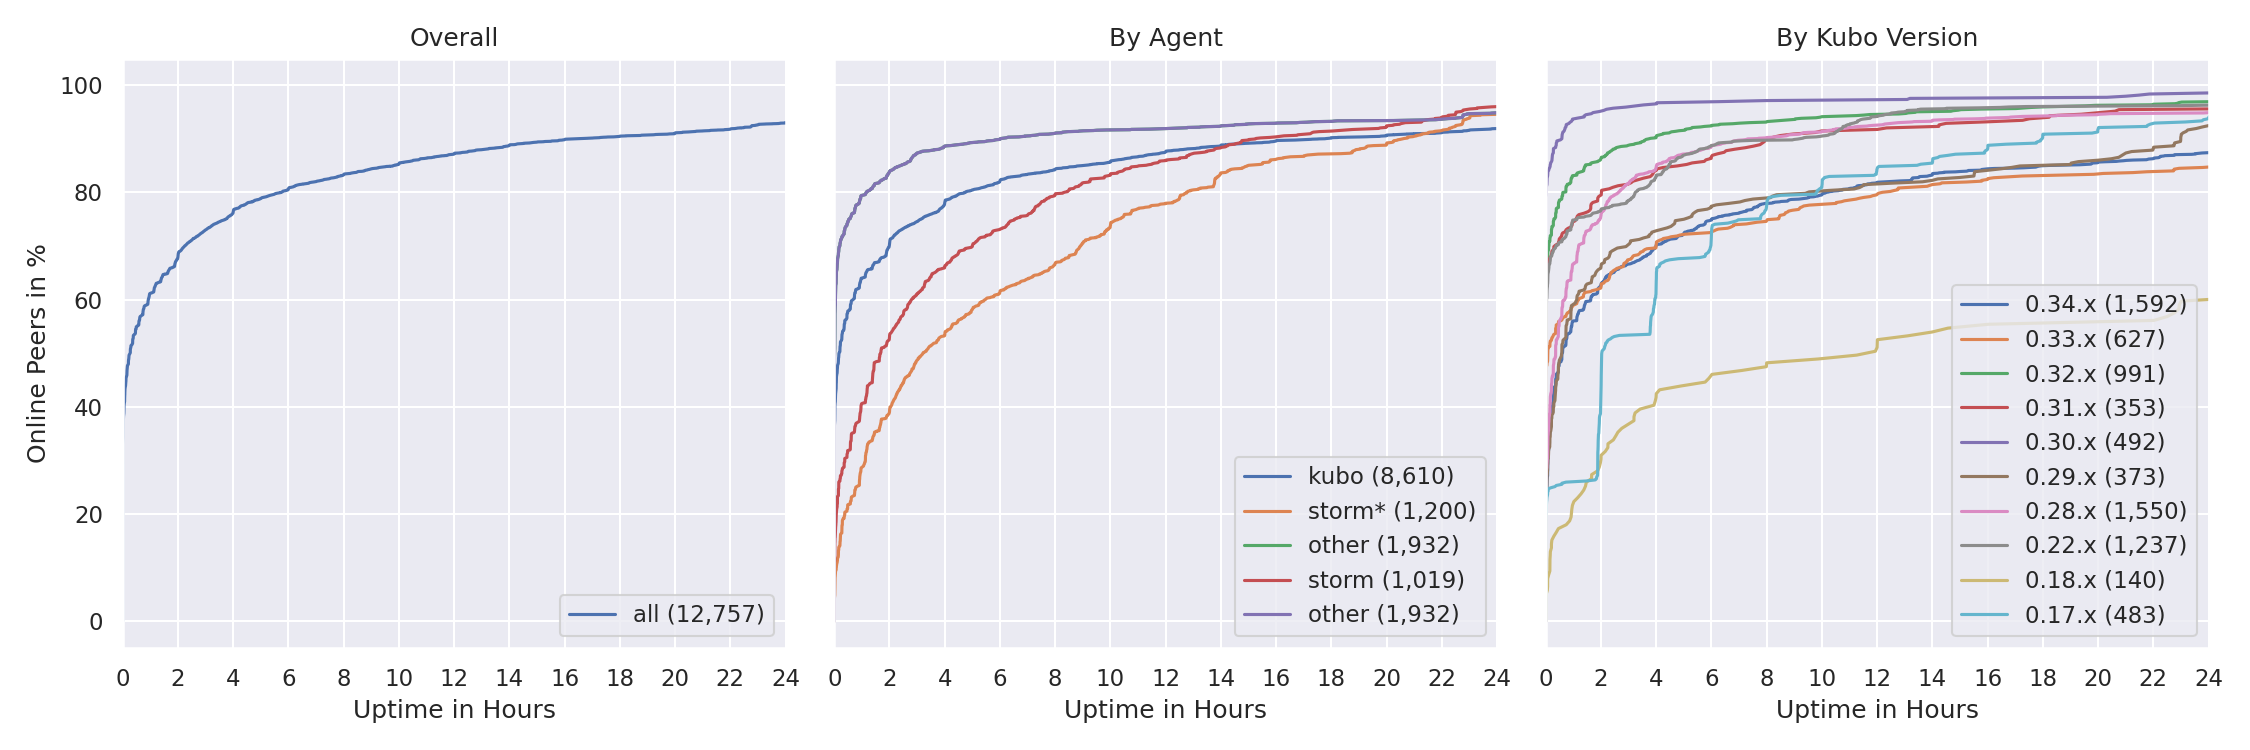 Overall
By Agent
By Kubo Version
Online Peers in %
100
80
60
40
20
0
all (12,757)
0 2 4 6 8 10 12 14 16 18 20 22 24
Uptime in Hours
kubo (8,610)
storm* (1,200)
other (1,932)
storm (1,019)
other (1,932)
0 2 4 6 8 10 12 14 16 18 20 22 24
Uptime in Hours
0.34.x (1,592)
0.33.x (627)
0.32.x (991)
0.31.x (353)
0.30.x (492)
0.29.x (373)
0.28.x (1,550)
0.22.x (1,237)
0.18.x (140)
0.17.x (483)
0 2 4 6 8 10 12 14 16 18 20 22 24
Uptime in Hours